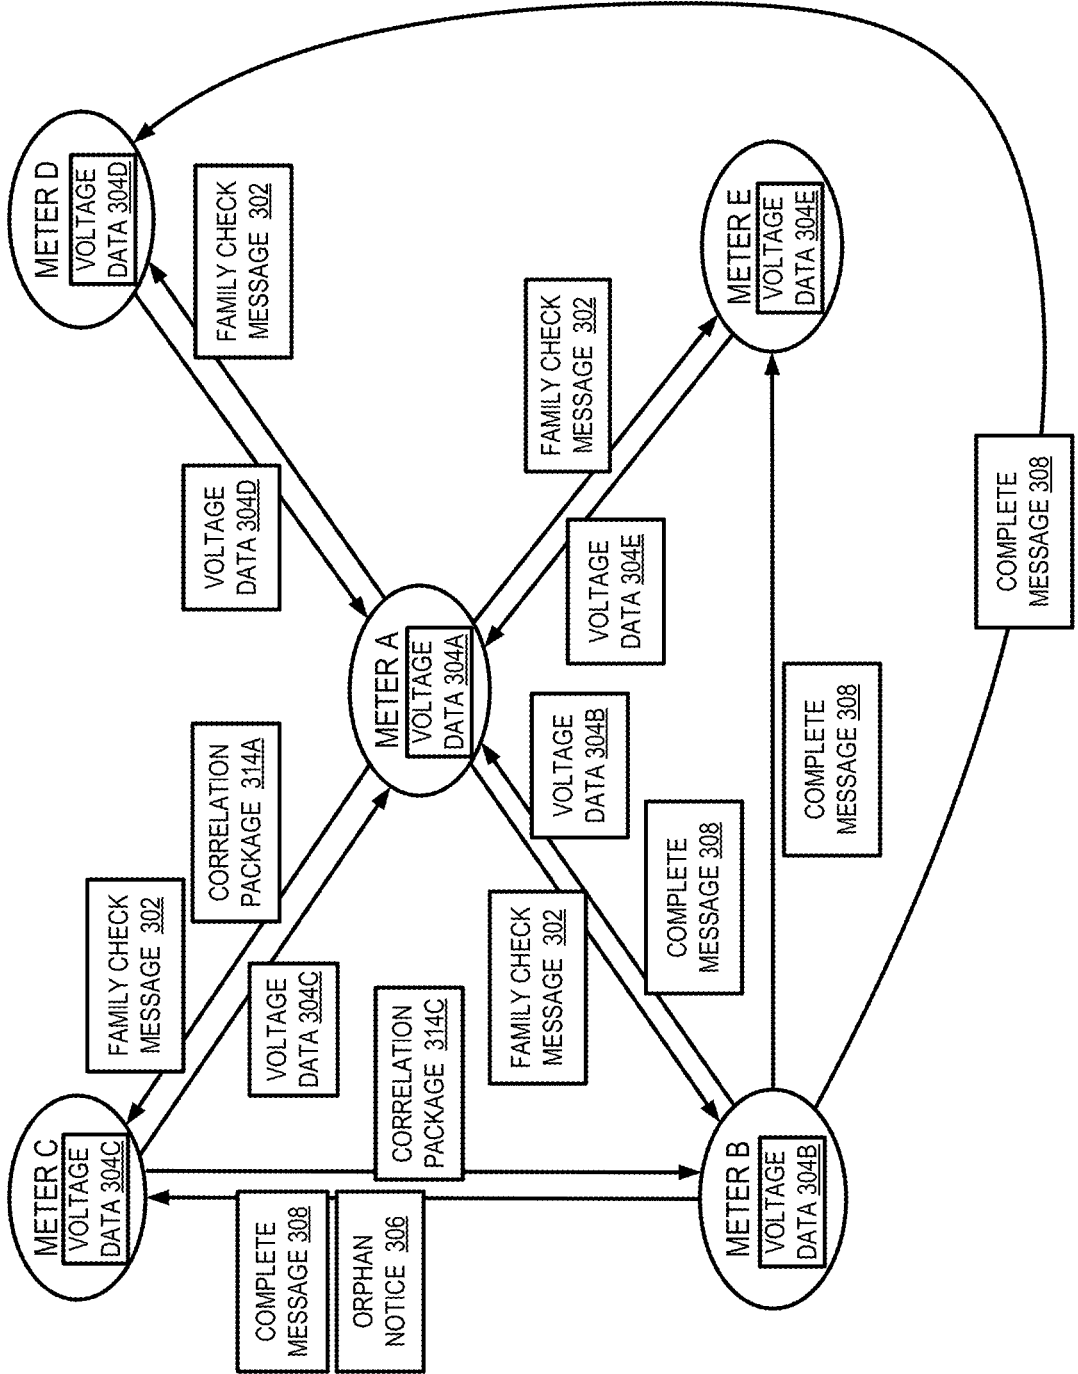 METER C
VOLTAGE
DATA 304C
COMPLETE
MESSAGE 308
ORPHAN
NOTICE 306
FAMILY CHECK
MESSAGE 302
CORRELATION
PACKAGE 314A
VOLTAGE
DATA 304C
CORRELATION
PACKAGE 314C
METER D
VOLTAGE
DATA 304D
FAMILY CHECK
MESSAGE 302
VOLTAGE
DATA 304D
METER A
VOLTAGE
DATA 304A
FAMILY CHECK
MESSAGE 302
VOLTAGE
DATA 304B
COMPLETE
MESSAGE 308
FAMILY CHECK
MESSAGE 302
VOLTAGE
DATA 304E
METER B
VOLTAGE
DATA 304B
METER E
VOLTAGE
DATA 304E
COMPLETE
MESSAGE 308
COMPLETE
MESSAGE 308